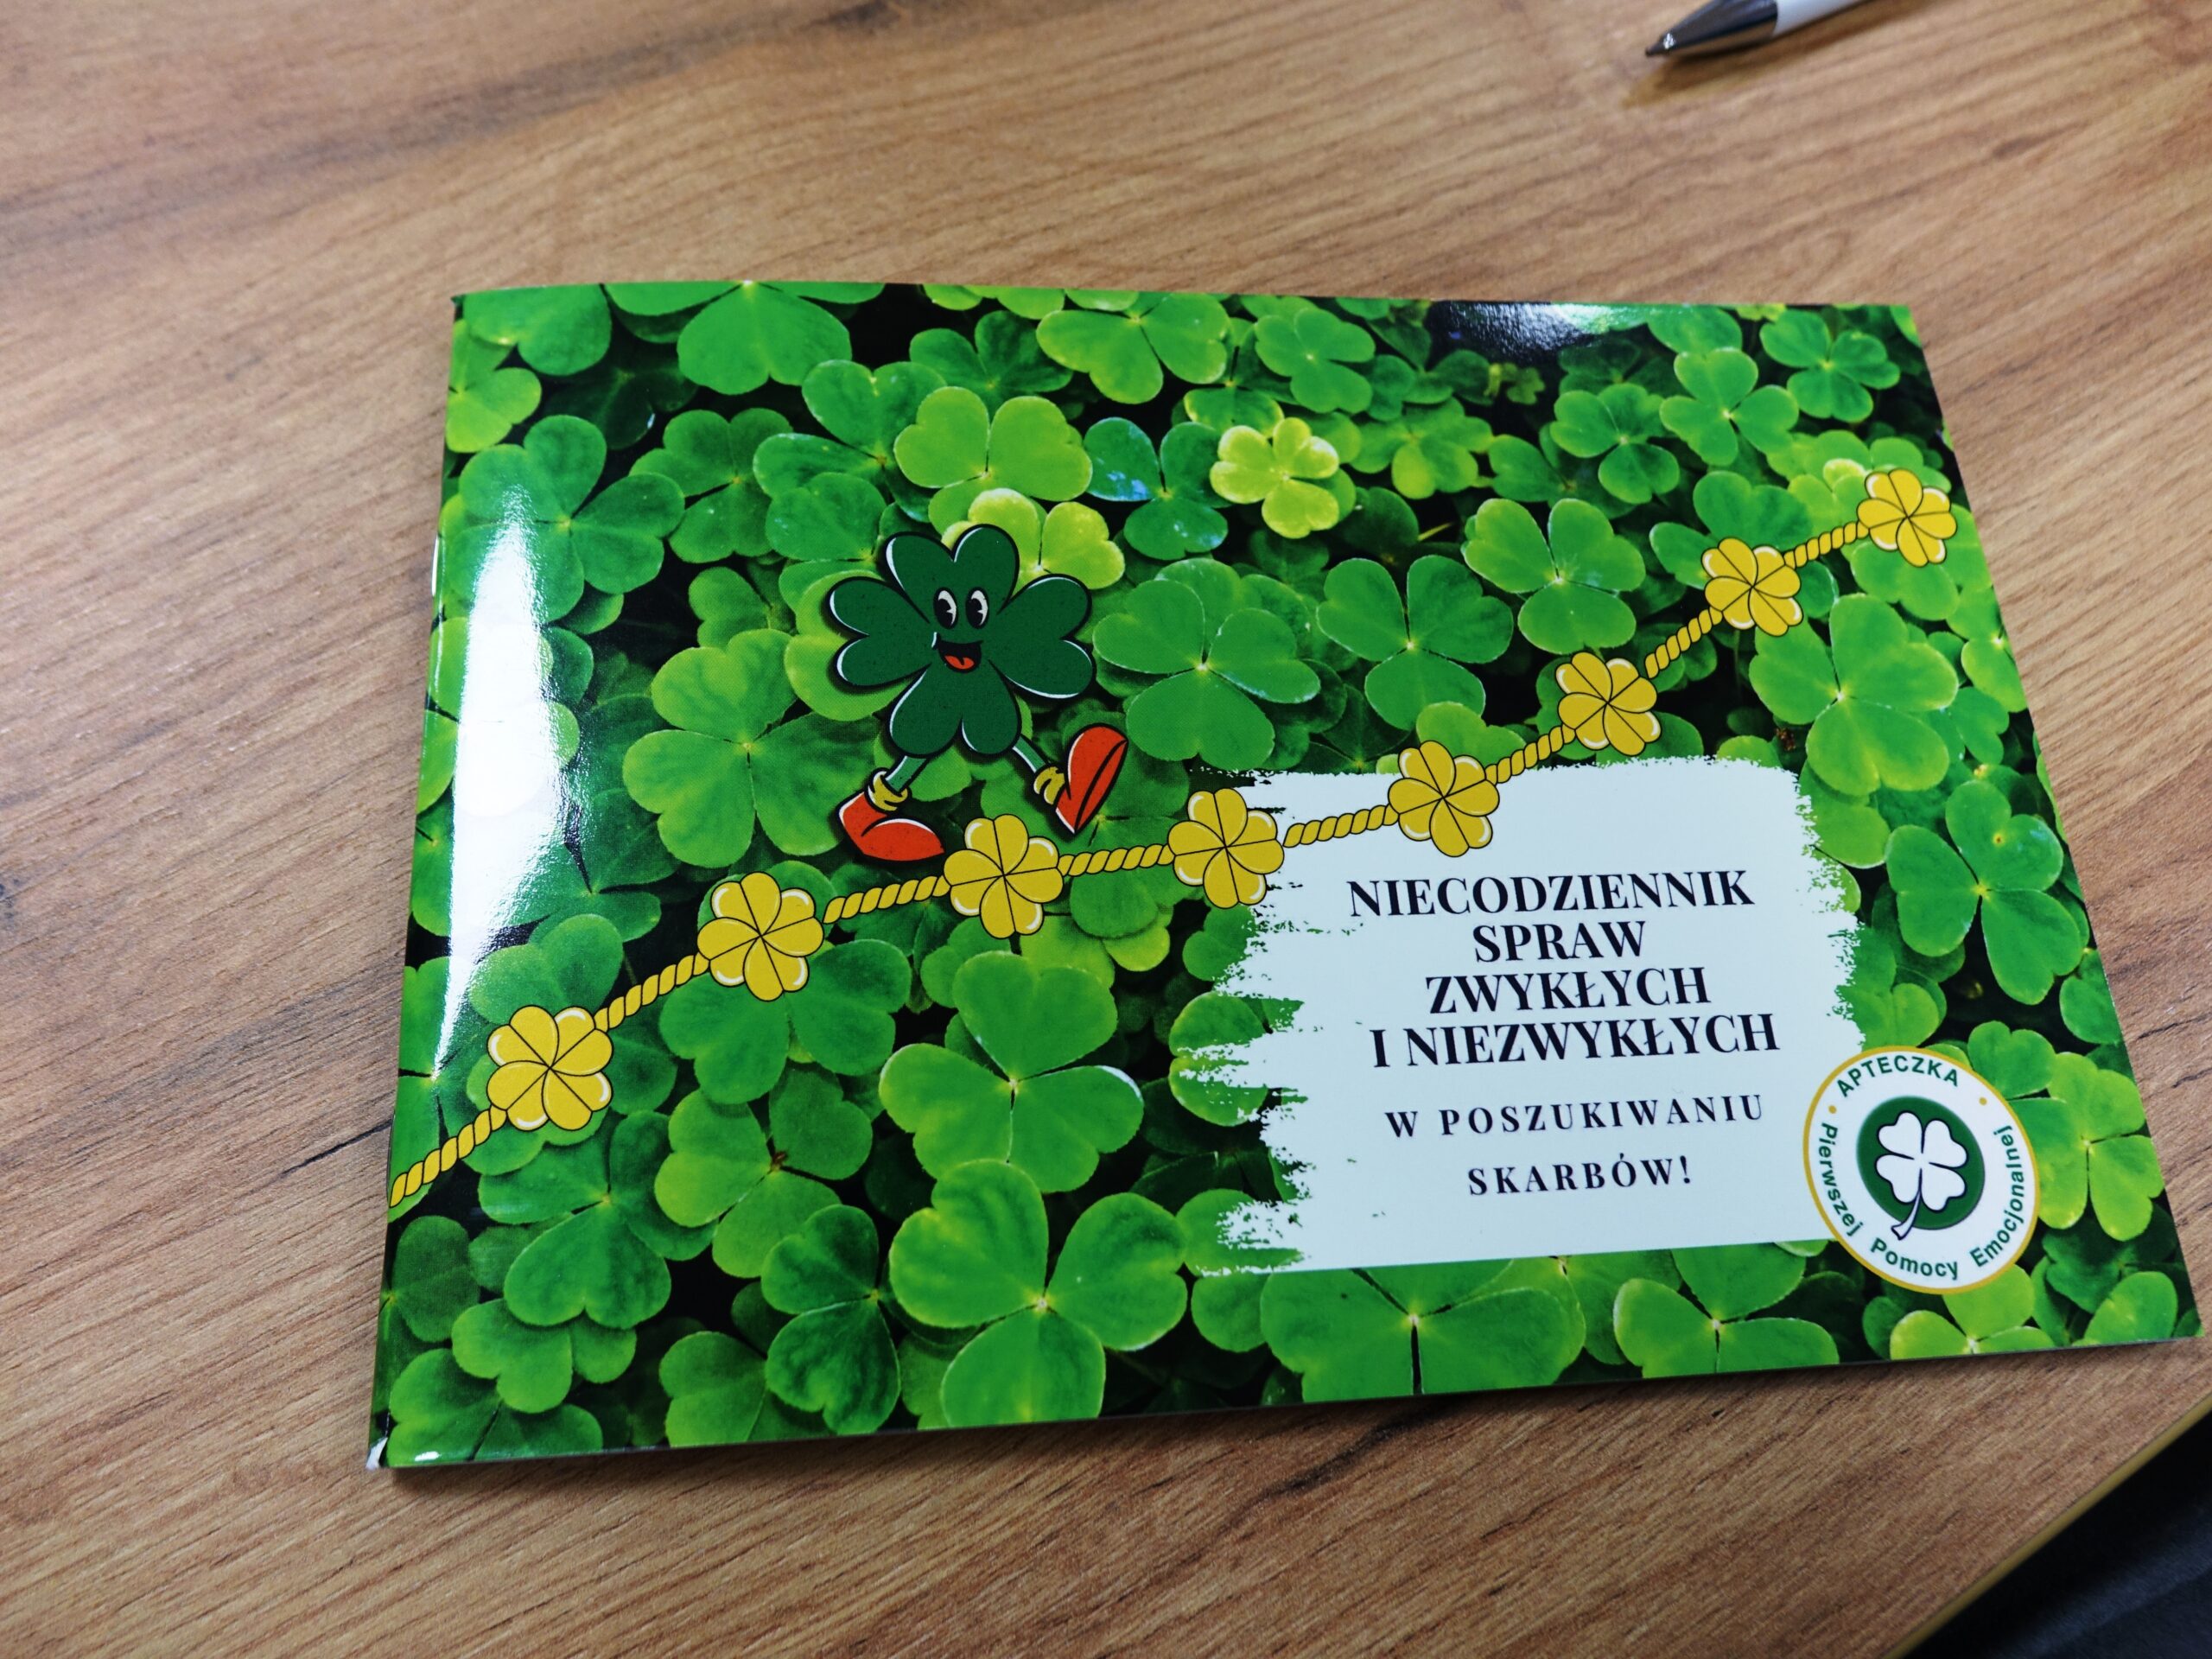 NIECODZIENNIK
SPRAW
ZWYKŁYCH
I NIEZWYKŁYCH
W POSZUKIWANIU
SKARBÓW!
APTECZKA
Pierwszej Pomocy Emocjonalnej